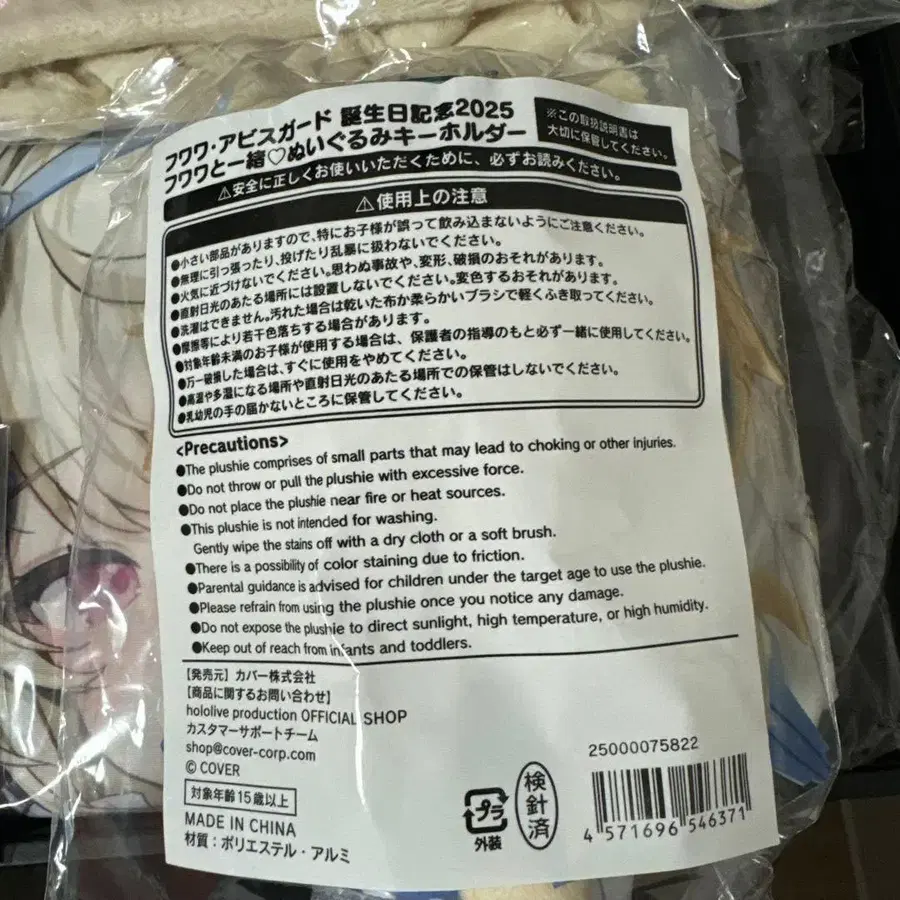 フワワ・アビスガード 誕生日記念2025
フワワと一緒♡ぬいぐるみキーホルダー
※この取扱説明書は
大切に保管してください。
⚠安全に正しくお使いいただくために、必ずお読みください。
⚠使用上の注意
●小さい部品がありますので、特にお子様が誤って飲み込まないようにご注意ください。
●無理に引っ張ったり、投げたり乱暴に扱わないでください。
●火気に近づけないでください。思わぬ事故や、変形、破損のおそれがあります。
●直射日光のあたる場所には設置しないでください。変色するおそれがあります。
●洗濯はできません。汚れた場合は乾いた布か柔らかいブラシで軽くふき取ってください。
●摩擦等により若干色落ちする場合があります。
●対象年齢未満のお子様が使用する場合は、保護者の指導のもと必ず一緒に使用してください。
●万一破損した場合は、すぐに使用をやめてください。
●高温や多湿になる場所や直射日光のあたる場所での保管はしないでください。
●乳幼児の手の届かないところに保管してください。
<Precautions>
●The plushie comprises of small parts that may lead to choking or other injuries.
●Do not throw or pull the plushie with excessive force.
●Do not place the plushie near fire or heat sources.
●This plushie is not intended for washing.
Gently wipe the stains off with a dry cloth or a soft brush.
●There is a possibility of color staining due to friction.
●Parental guidance is advised for children under the target age to use the plushie.
●Please refrain from using the plushie once you notice any damage.
●Do not expose the plushie to direct sunlight, high temperature, or high humidity.
●Keep out of reach from infants and toddlers.
【発売元】カバー株式会社
【商品に関するお問い合わせ】
hololive production OFFICIAL SHOP
カスタマーサポートチーム
shop@cover-corp.com
© COVER
対象年齢15歳以上
MADE IN CHINA
材質：ポリエステル・アルミ
プラ
外装
検針済
25000075822
4 571696 546371